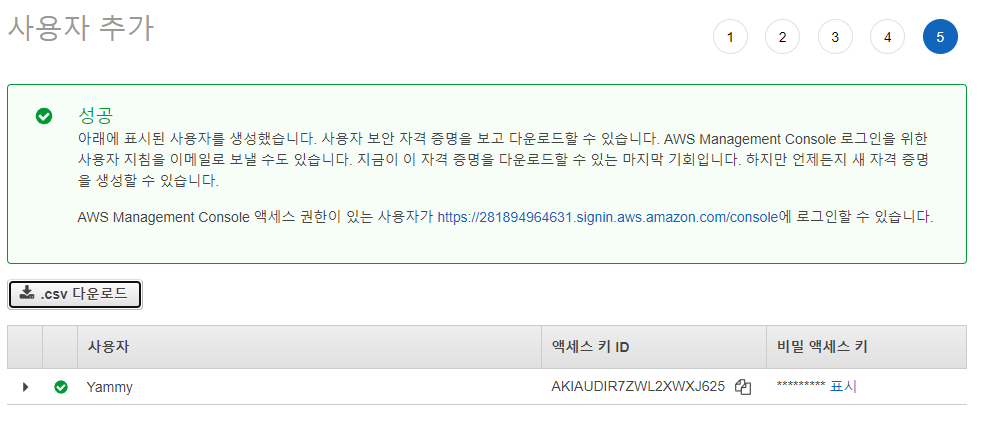 사용자 추가
1 2 3 4 5
성공
아래에 표시된 사용자를 생성했습니다. 사용자 보안 자격 증명을 보고 다운로드할 수 있습니다. AWS Management Console 로그인을 위한
사용자 지침을 이메일로 보낼 수도 있습니다. 지금이 이 자격 증명을 다운로드할 수 있는 마지막 기회입니다. 하지만 언제든지 새 자격 증명
을 생성할 수 있습니다.
AWS Management Console 액세스 권한이 있는 사용자가 https://281894964631.signin.aws.amazon.com/console에 로그인할 수 있습니다.
.csv 다운로드
사용자 액세스 키 ID 비밀 액세스 키
Yammy AKIAUDIR7ZWL2XWXJ625 ********* 표시